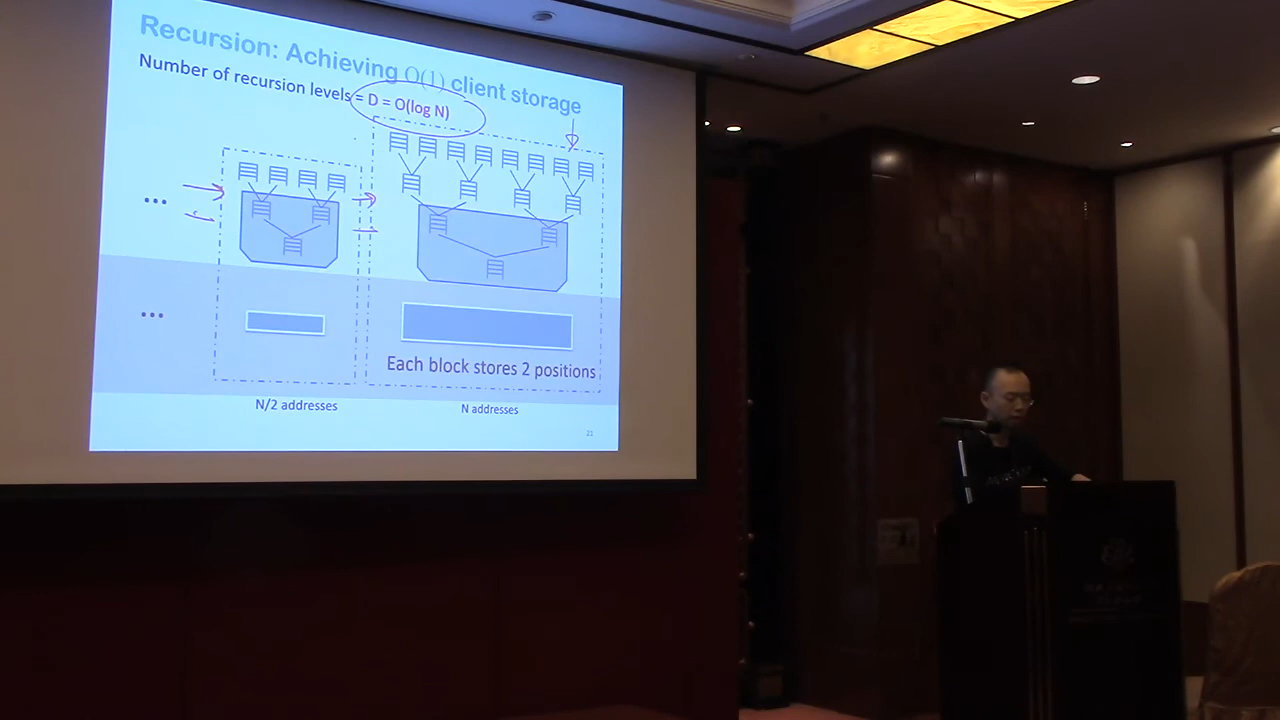 Recursion: Achieving O(1) client storage
Number of recursion levels = D = O(log N)
...
...
Each block stores 2 positions
N/2 addresses
N addresses
21